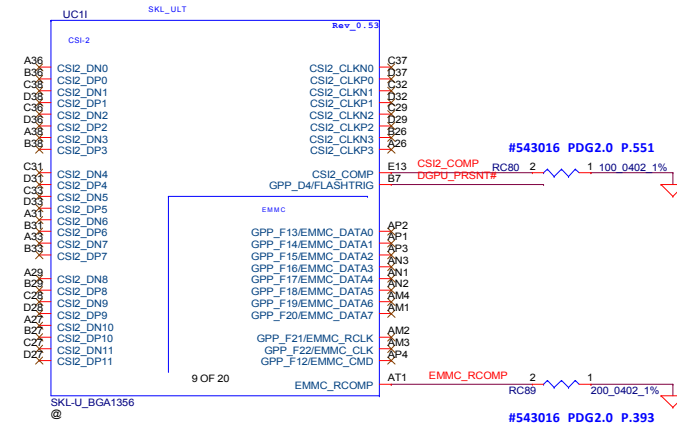 UC1I
SKL_ULT
Rev_0.53
CSI-2
A36 CSI2_DN0 CSI2_CLKN0 C37
B36 CSI2_DP0 CSI2_CLKP0 D37
C38 CSI2_DN1 CSI2_CLKN1 C32
D38 CSI2_DP1 CSI2_CLKP1 D32
C36 CSI2_DN2 CSI2_CLKN2 C29
D36 CSI2_DP2 CSI2_CLKP2 D29
A38 CSI2_DN3 CSI2_CLKN3 B26
B38 CSI2_DP3 CSI2_CLKP3 A26
#543016 PDG2.0 P.551
C31 CSI2_DN4 CSI2_COMP E13 CSI2_COMP RC80 2 1 100_0402_1%
D31 CSI2_DP4 GPP_D4/FLASHTRIG B7 DGPU_PRSNT#
C33 CSI2_DN5
D33 CSI2_DP5 EMMC
A31 CSI2_DN6
B31 CSI2_DP6 GPP_F13/EMMC_DATA0 AP2
A33 CSI2_DN7 GPP_F14/EMMC_DATA1 AP1
B33 CSI2_DP7 GPP_F15/EMMC_DATA2 AP3
GPP_F16/EMMC_DATA3 AN3
A29 CSI2_DN8 GPP_F17/EMMC_DATA4 AN1
B29 CSI2_DP8 GPP_F18/EMMC_DATA5 AN2
C28 CSI2_DN9 GPP_F19/EMMC_DATA6 AM4
D28 CSI2_DP9 GPP_F20/EMMC_DATA7 AM1
A27 CSI2_DN10
B27 CSI2_DP10 GPP_F21/EMMC_RCLK AM2
C27 CSI2_DN11 GPP_F22/EMMC_CLK AM3
D27 CSI2_DP11 GPP_F12/EMMC_CMD AP4
9 OF 20
EMMC_RCOMP AT1 EMMC_RCOMP 2 1
RC89 200_0402_1%
SKL-U_BGA1356
@
#543016 PDG2.0 P.393